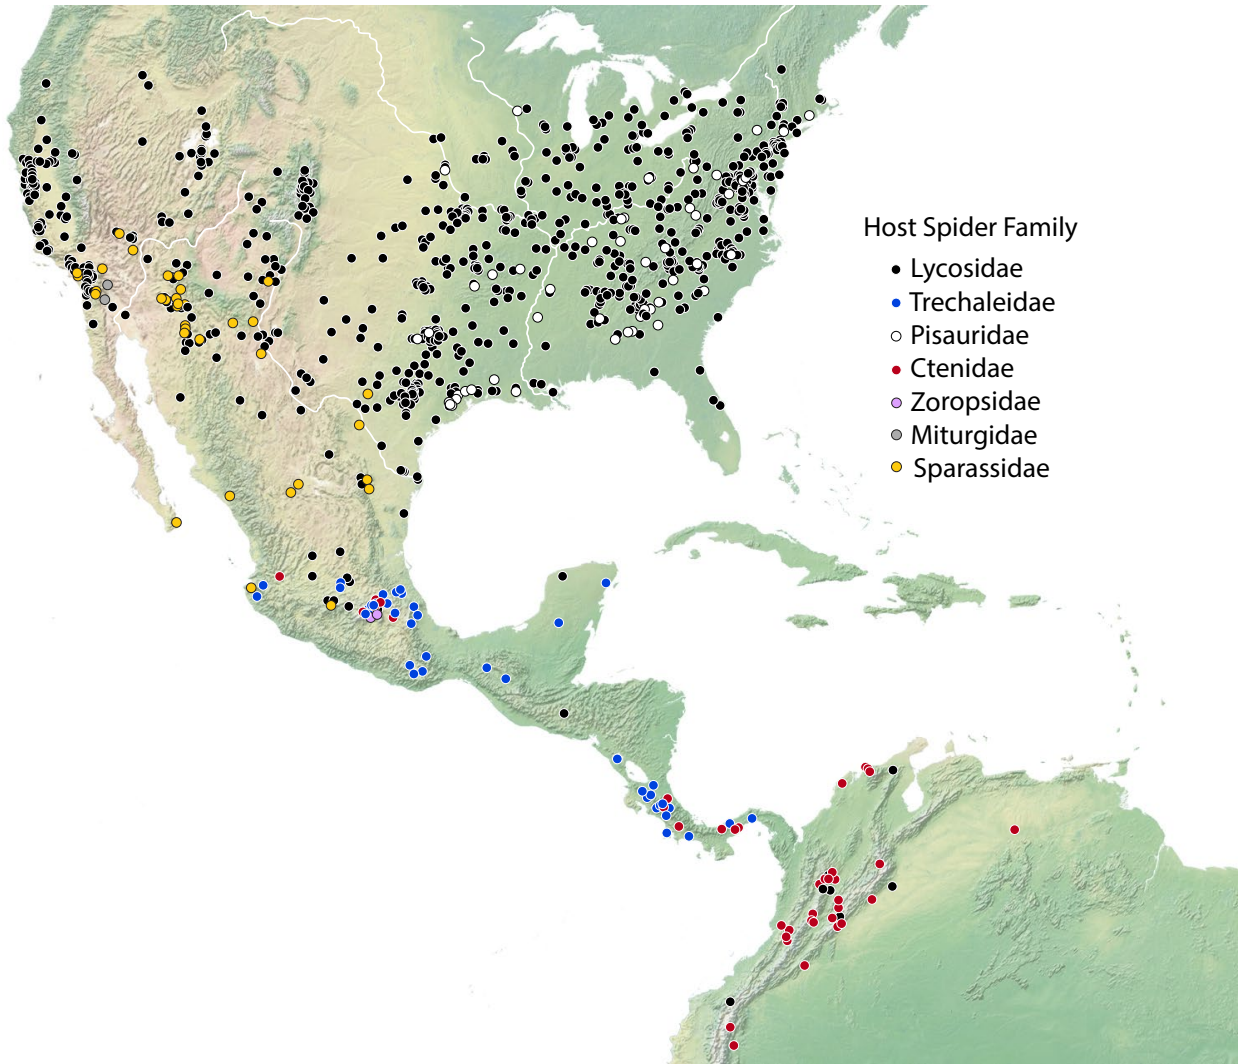 Host Spider Family
Lycosidae
Trechaleidae
Pisauridae
Ctenidae
Zoropsidae
Miturgidae
Sparassidae